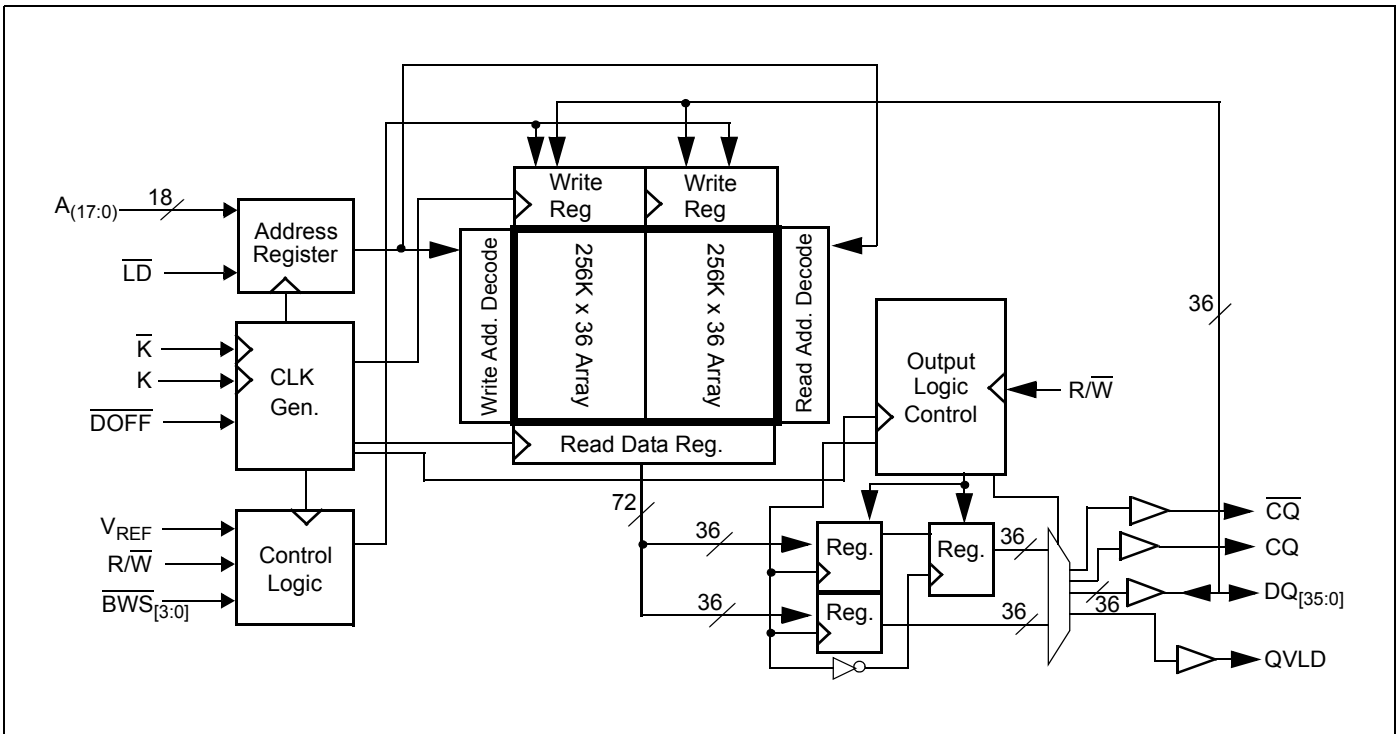 A(17:0)
18
LD
Address
Register
K
K
DOFF
CLK
Gen.
VREF
R/W
BWS[3:0]
Control
Logic
Write
Reg
Write
Reg
Write Add. Decode
256K x 36 Array
256K x 36 Array
Read Add. Decode
Read Data Reg.
72
36
36
Output
Logic
Control
R/W
36
Reg.
Reg.
Reg.
36
36
36
CQ
CQ
DQ[35:0]
QVLD